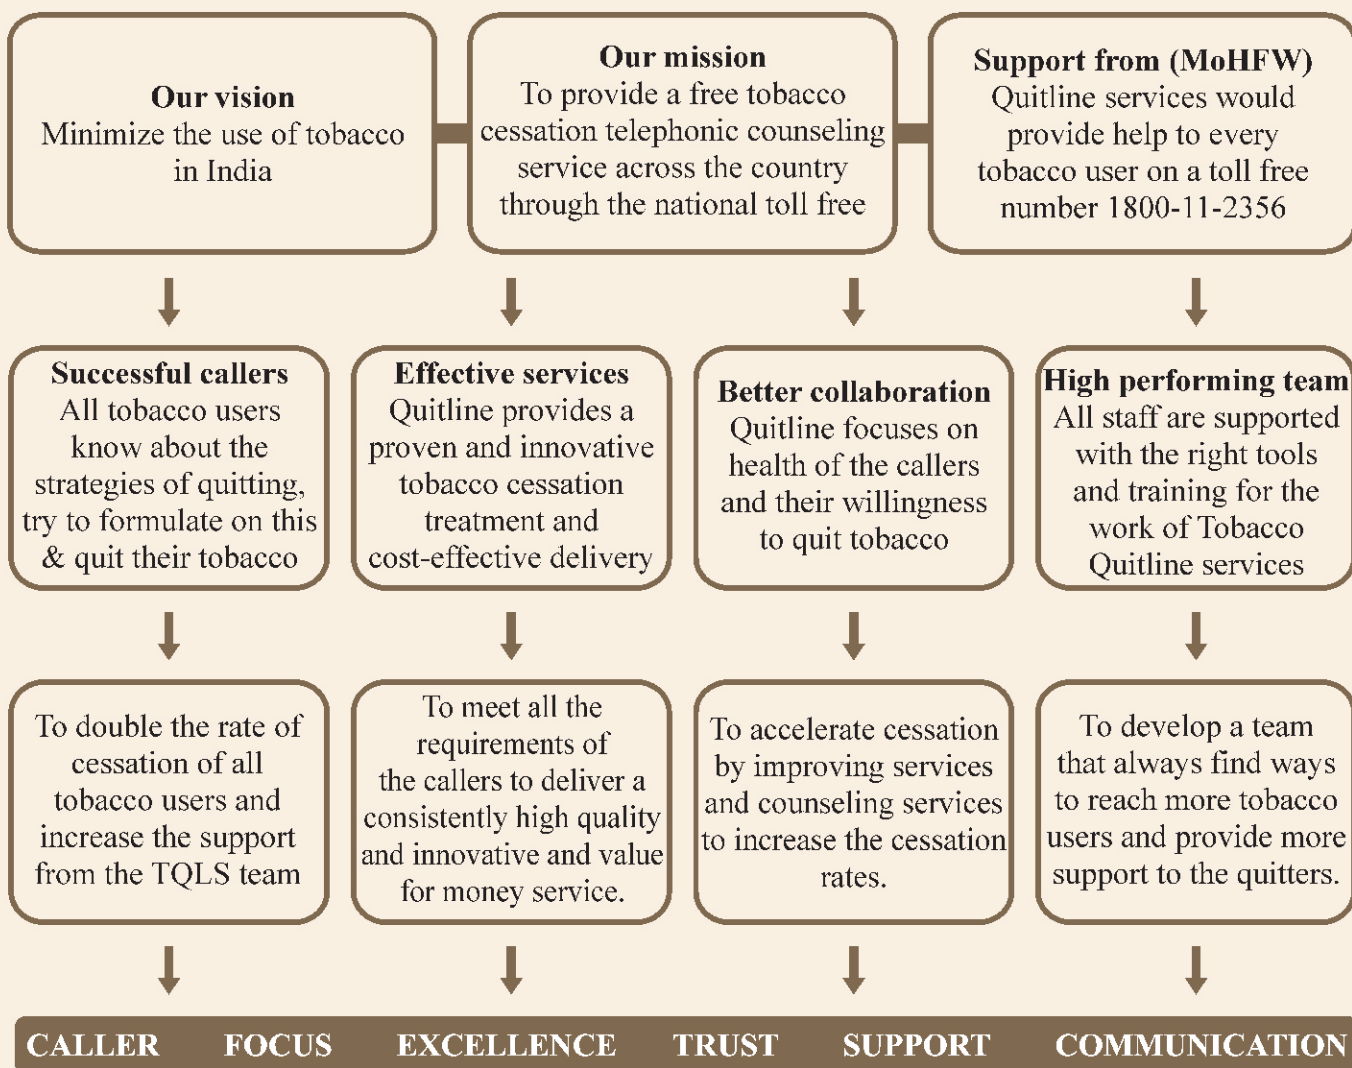 Our vision
Minimize the use of tobacco
in India
Our mission
To provide a free tobacco
cessation telephonic counseling
service across the country
through the national toll free
Support from (MoHFW)
Quitline services would
provide help to every
tobacco user on a toll free
number 1800-11-2356
Successful callers
All tobacco users
know about the
strategies of quitting,
try to formulate on this
& quit their tobacco
Effective services
Quitline provides a
proven and innovative
tobacco cessation
treatment and
cost-effective delivery
Better collaboration
Quitline focuses on
health of the callers
and their willingness
to quit tobacco
High performing team
All staff are supported
with the right tools
and training for the
work of Tobacco
Quitline services
To double the rate of
cessation of all
tobacco users and
increase the support
from the TQLS team
To meet all the
requirements of
the callers to deliver a
consistently high quality
and innovative and value
for money service.
To accelerate cessation
by improving services
and counseling services
to increase the cessation
rates.
To develop a team
that always find ways
to reach more tobacco
users and provide more
support to the quitters.
CALLER FOCUS EXCELLENCE TRUST SUPPORT COMMUNICATION